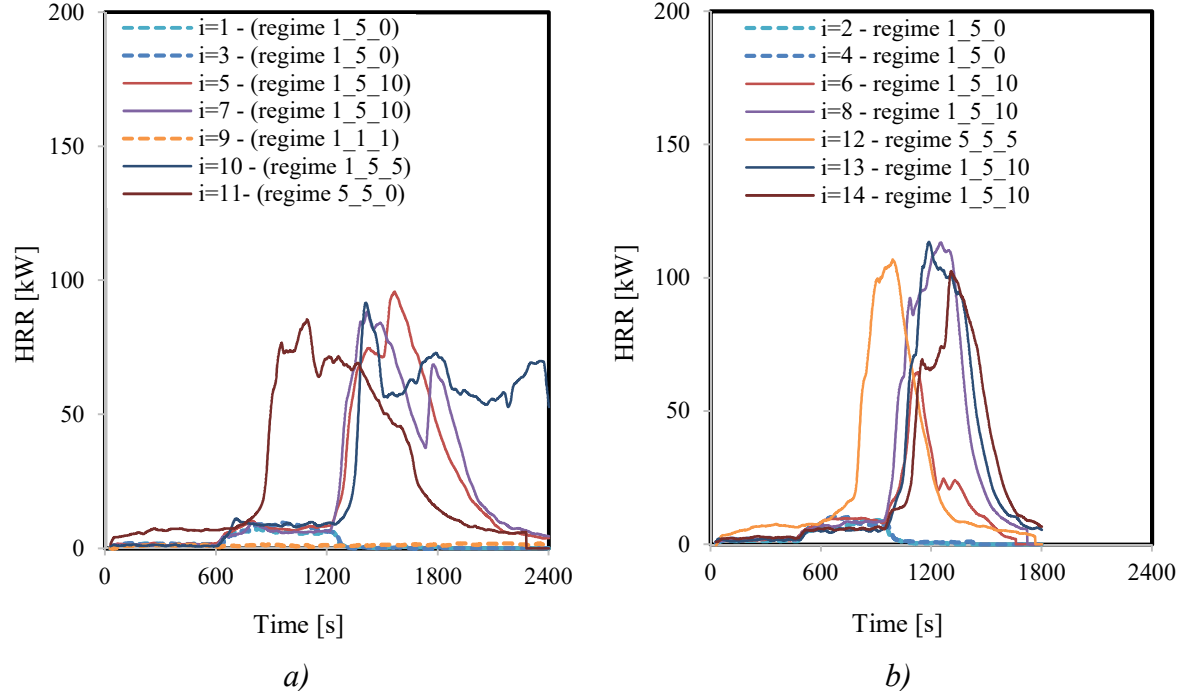 200
150
100
50
0
HRR [kW]
i=1 - (regime 1_5_0)
i=3 - (regime 1_5_0)
i=5 - (regime 1_5_10)
i=7 - (regime 1_5_10)
i=9 - (regime 1_1_1)
i=10 - (regime 1_5_5)
i=11- (regime 5_5_0)
0 600 1200 1800 2400
Time [s]
a)
200
150
100
50
0
HRR [kW]
i=2 - regime 1_5_0
i=4 - regime 1_5_0
i=6 - regime 1_5_10
i=8 - regime 1_5_10
i=12 - regime 5_5_5
i=13 - regime 1_5_10
i=14 - regime 1_5_10
0 600 1200 1800 2400
Time [s]
b)